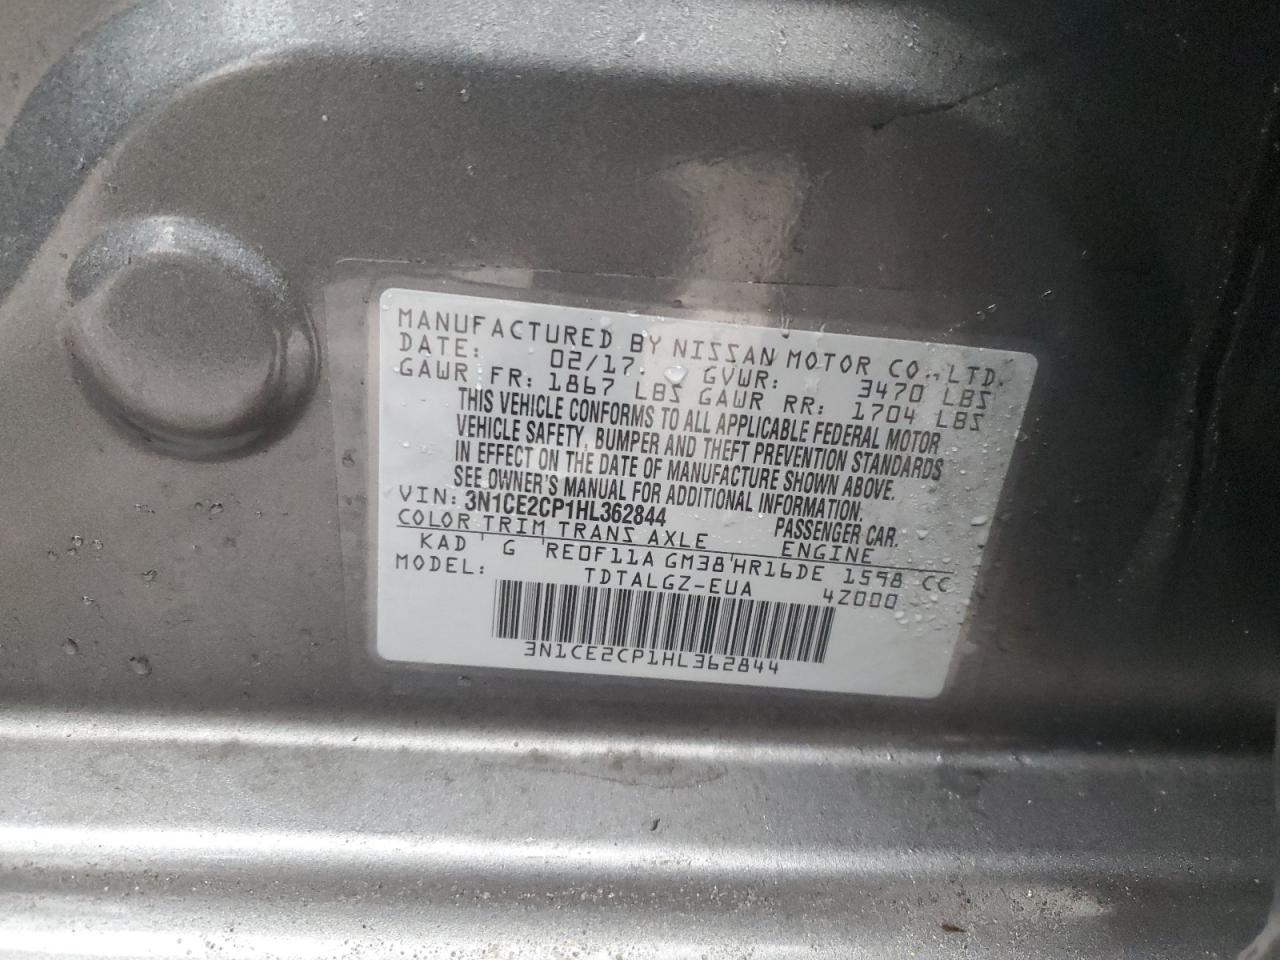 MANUFACTURED BY NISSAN MOTOR CO.,LTD.
DATE: 02/17 GVWR: 3470 LBS
GAWR FR: 1867 LBS GAWR RR: 1704 LBS
THIS VEHICLE CONFORMS TO ALL APPLICABLE FEDERAL MOTOR
VEHICLE SAFETY, BUMPER AND THEFT PREVENTION STANDARDS
IN EFFECT ON THE DATE OF MANUFACTURE SHOWN ABOVE.
SEE OWNER'S MANUAL FOR ADDITIONAL INFORMATION.
VIN: 3N1CE2CP1HL362844 PASSENGER CAR.
COLOR TRIM TRANS AXLE ENGINE
KAD ' G 'RE0F11A GM38'HR16DE 1598 CC
MODEL: TDTALGZ-EUA 4Z000
3N1CE2CP1HL362844